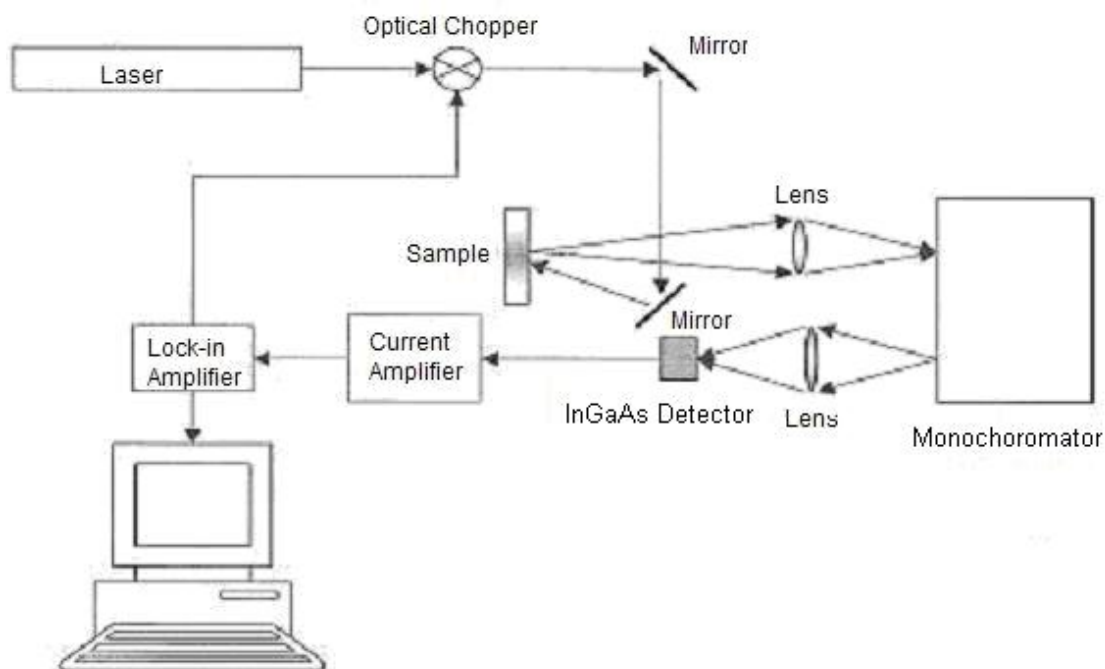 Optical Chopper
Mirror
Laser
Lens
Sample
Mirror
Lock-in
Amplifier
Current
Amplifier
InGaAs Detector
Lens
Monochoromator